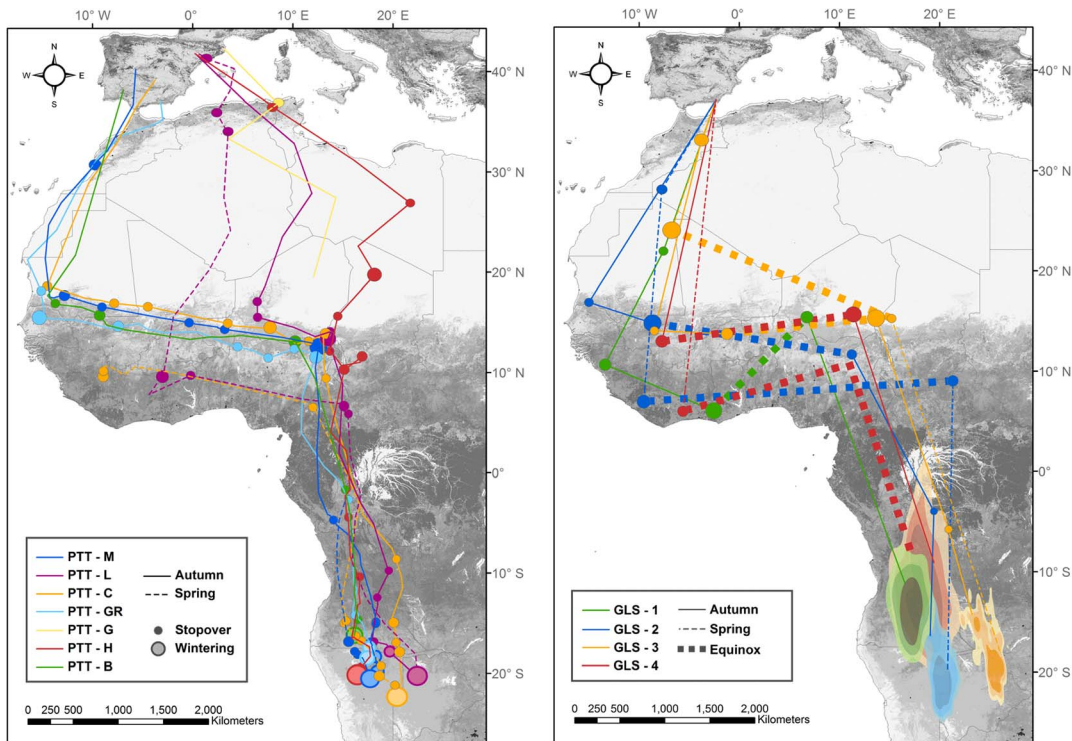 10° W 0° 10° E 20° E
N
W E
S
40° N
30° N
20° N
10° N
0°
10° S
20° S
PTT - M
PTT - L
PTT - C
PTT - GR
PTT - G
PTT - H
PTT - B
Autumn
Spring
Stopover
Wintering
0 250 500 1,000 1,500 2,000
Kilometers
10° W 0° 10° E 20° E
N
W E
S
40° N
30° N
20° N
10° N
0°
10° S
20° S
GLS - 1
GLS - 2
GLS - 3
GLS - 4
Autumn
Spring
Equinox
0 250 500 1,000 1,500 2,000
Kilometers